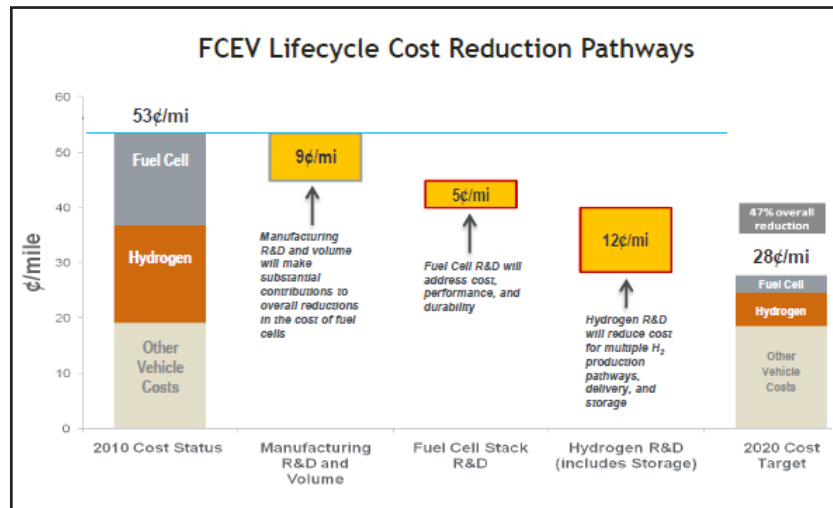 FCEV Lifecycle Cost Reduction Pathways
¢/mile
60
50
40
30
20
10
0
53¢/mi
Fuel Cell
Hydrogen
Other
Vehicle
Costs
2010 Cost Status
9¢/mi
Manufacturing
R&D and volume
will make
substantial
contributions to
overall reductions
in the cost of fuel
cells
Manufacturing
R&D and
Volume
5¢/mi
Fuel Cell R&D will
address cost,
performance, and
durability
Fuel Cell Stack
R&D
12¢/mi
Hydrogen R&D
will reduce cost
for multiple H₂
production
pathways,
delivery, and
storage
Hydrogen R&D
(includes Storage)
47% overall
reduction
28¢/mi
Fuel Cell
Hydrogen
Other
Vehicle
Costs
2020 Cost
Target